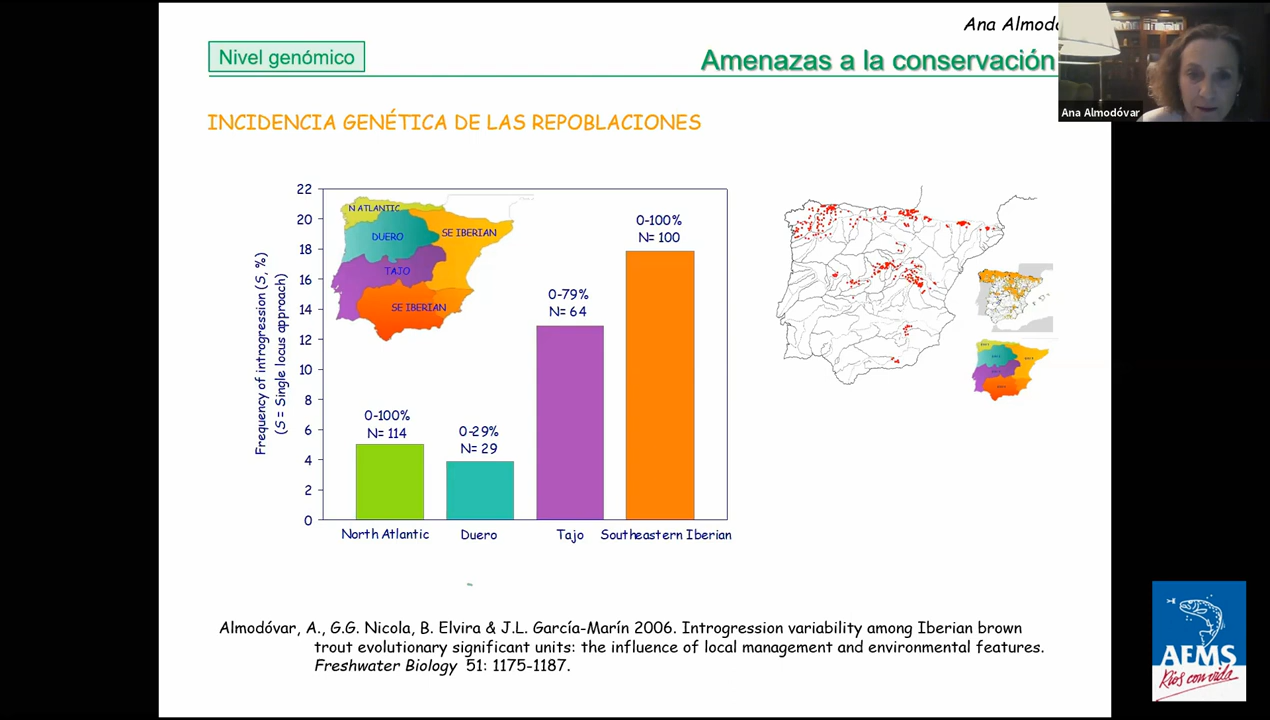 Ana Almodó
Nivel genómico
Amenazas a la conservación
Ana Almodóvar
INCIDENCIA GENÉTICA DE LAS REPOBLACIONES
Frequency of introgression (S, %)
(S = Single locus approach)
22
20
18
16
14
12
10
8
6
4
2
0
N ATLANTIC
DUERO
SE IBERIAN
TAJO
SE IBERIAN
0-100%
N= 114
0-29%
N= 29
0-79%
N= 64
0-100%
N= 100
North Atlantic
Duero
Tajo
Southeastern Iberian
Almodóvar, A., G.G. Nicola, B. Elvira & J.L. García-Marín 2006. Introgression variability among Iberian brown
trout evolutionary significant units: the influence of local management and environmental features.
Freshwater Biology 51: 1175-1187.
AEMS
Ríos con vida